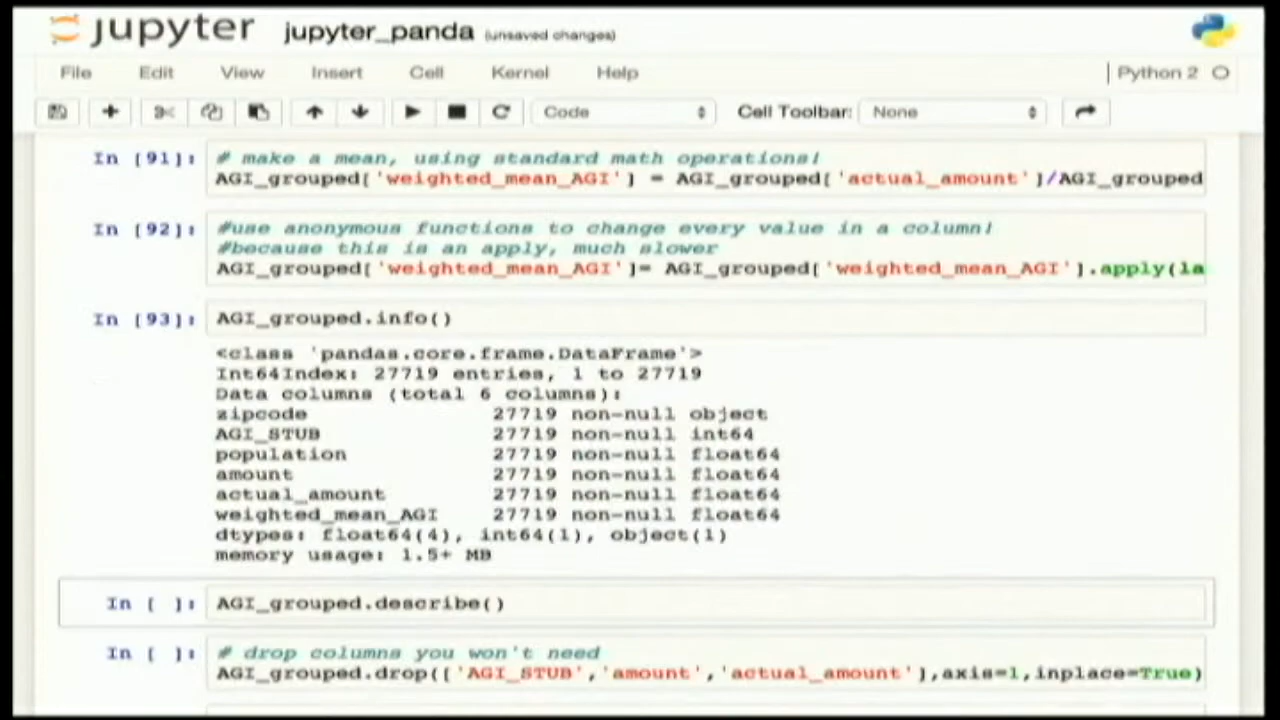 jupyter jupyter_panda (unsaved changes)
File Edit View Insert Cell Kernel Help Python 2
Code Cell Toolbar: None
In [91]: # make a mean, using standard math operations!
AGI_grouped['weighted_mean_AGI'] = AGI_grouped['actual_amount']/AGI_grouped
In [92]: #use anonymous functions to change every value in a column!
#because this is an apply, much slower
AGI_grouped['weighted_mean_AGI']= AGI_grouped['weighted_mean_AGI'].apply(la
In [93]: AGI_grouped.info()
<class 'pandas.core.frame.DataFrame'>
Int64Index: 27719 entries, 1 to 27719
Data columns (total 6 columns):
zipcode 27719 non-null object
AGI_STUB 27719 non-null int64
population 27719 non-null float64
amount 27719 non-null float64
actual_amount 27719 non-null float64
weighted_mean_AGI 27719 non-null float64
dtypes: float64(4), int64(1), object(1)
memory usage: 1.5+ MB
In [ ]: AGI_grouped.describe()
In [ ]: # drop columns you won't need
AGI_grouped.drop(['AGI_STUB','amount','actual_amount'],axis=1,inplace=True)